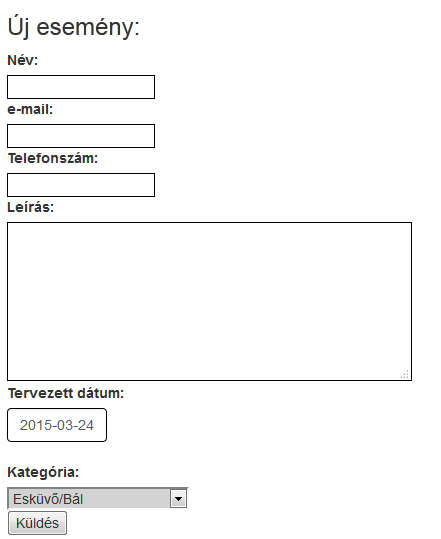 Új esemény:
Név:
e-mail:
Telefonszám:
Leírás:
Tervezett dátum:
2015-03-24
Kategória:
Esküvő/Bál
Küldés